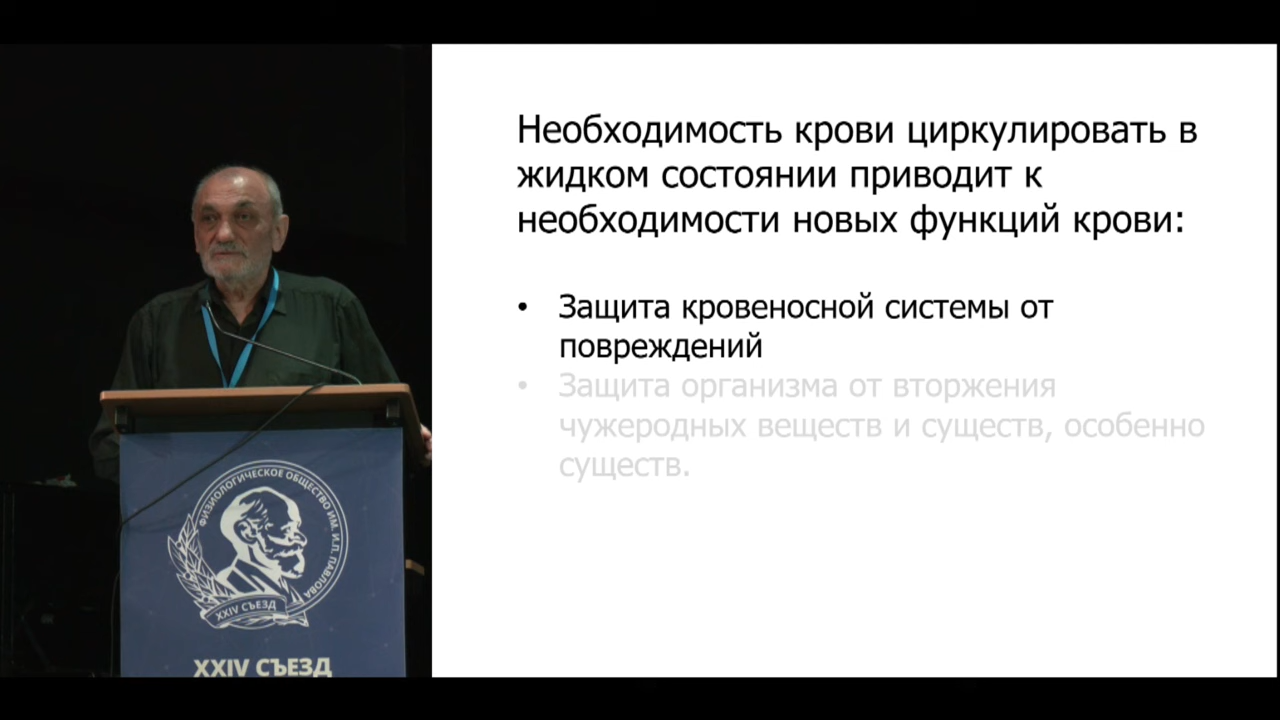 Необходимость крови циркулировать в
жидком состоянии приводит к
необходимости новых функций крови:
• Защита кровеносной системы от
повреждений
• Защита организма от вторжения
чужеродных веществ и существ, особенно
существ.
ФИЗИОЛОГИЧЕСКОЕ ОБЩЕСТВО ИМ. И.П. ПАВЛОВА
XXIV СЪЕЗД
XXIV СЪЕЗД